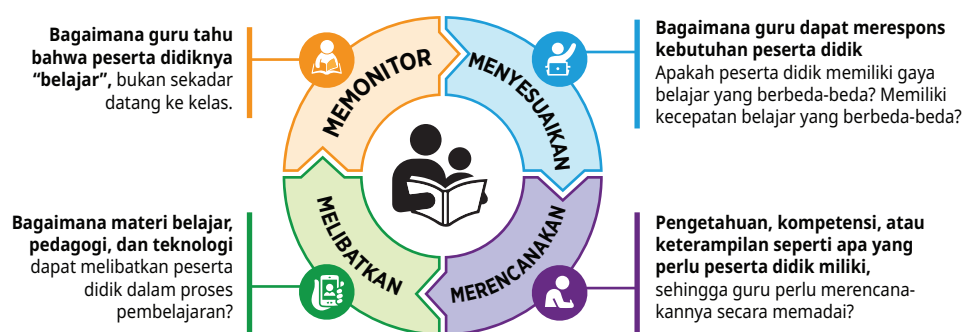 Bagaimana guru tahu
bahwa peserta didiknya
“belajar”, bukan sekadar
datang ke kelas.
MEMONITOR
MENYESUAIKAN
Bagaimana guru dapat merespons
kebutuhan peserta didik
Apakah peserta didik memiliki gaya
belajar yang berbeda-beda? Memiliki
kecepatan belajar yang berbeda-beda?
Bagaimana materi belajar,
pedagogi, dan teknologi
dapat melibatkan peserta
didik dalam proses
pembelajaran?
MELIBATKAN
MERENCANAKAN
Pengetahuan, kompetensi, atau
keterampilan seperti apa yang
perlu peserta didik miliki,
sehingga guru perlu merencana-
kannya secara memadai?